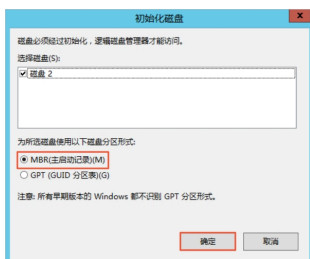 初始化磁盘
x
磁盘必须经过初始化，逻辑磁盘管理器才能访问。
选择磁盘(S):
磁盘 2
为所选磁盘使用以下磁盘分区形式:
MBR(主启动记录)(M)
GPT (GUID 分区表)(G)
注意: 所有早期版本的 Windows 都不识别 GPT 分区形式。
确定 取消